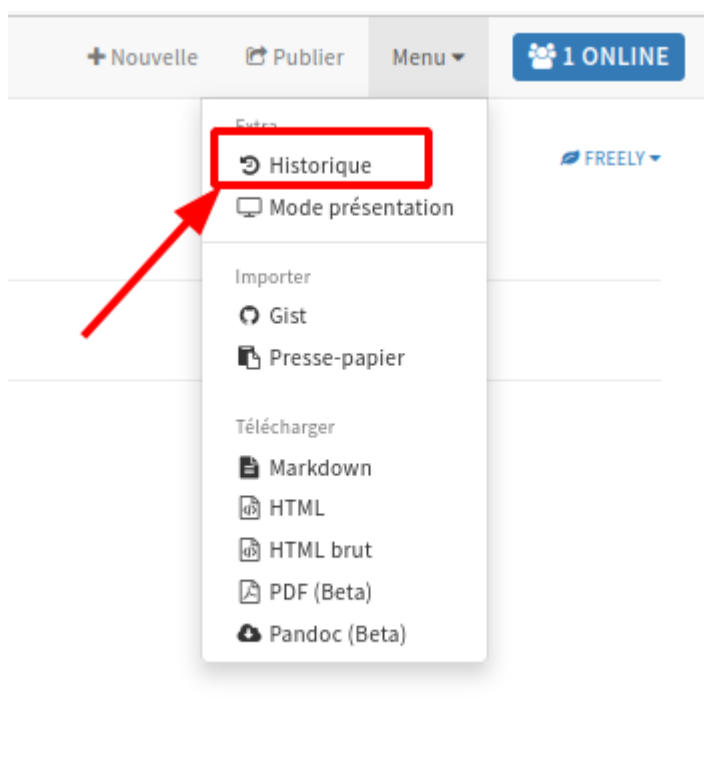 Nouvelle Publier Menu 1 ONLINE
Extra
Historique
FREELY
Mode présentation
Importer
Gist
Presse-papier
Télécharger
Markdown
HTML
HTML brut
PDF (Beta)
Pandoc (Beta)